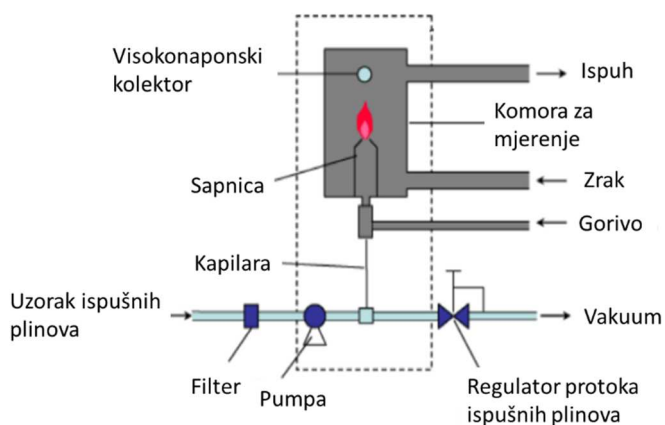 Visokonaponski
kolektor
Ispuh
Komora za
mjerenje
Sapnica
Zrak
Gorivo
Kapilara
Uzorak ispušnih
plinova
Vakuum
Filter
Pumpa
Regulator protoka
ispušnih plinova